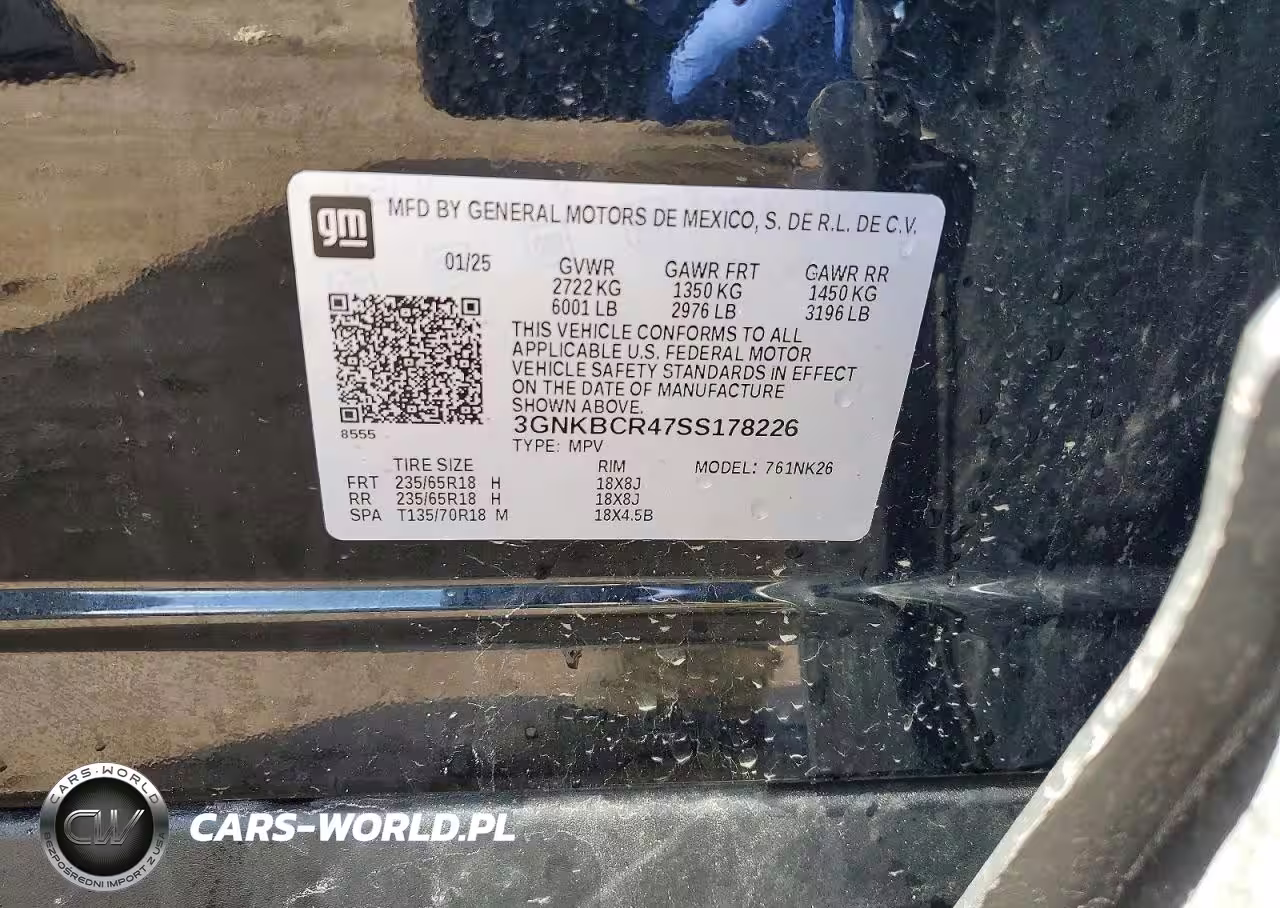 gm
MFD BY GENERAL MOTORS DE MEXICO, S. DE R.L. DE C.V.
01/25
GVWR
2722 KG
6001 LB
GAWR FRT
1350 KG
2976 LB
GAWR RR
1450 KG
3196 LB
THIS VEHICLE CONFORMS TO ALL
APPLICABLE U.S. FEDERAL MOTOR
VEHICLE SAFETY STANDARDS IN EFFECT
ON THE DATE OF MANUFACTURE
SHOWN ABOVE.
8555
3GNKBCR47SS178226
TYPE: MPV
TIRE SIZE RIM MODEL: 761NK26
FRT 235/65R18 H 18X8J
RR 235/65R18 H 18X8J
SPA T135/70R18 M 18X4.5B
CARS-WORLD
CW
BEZPOŚREDNI IMPORT Z USA
CARS-WORLD.PL